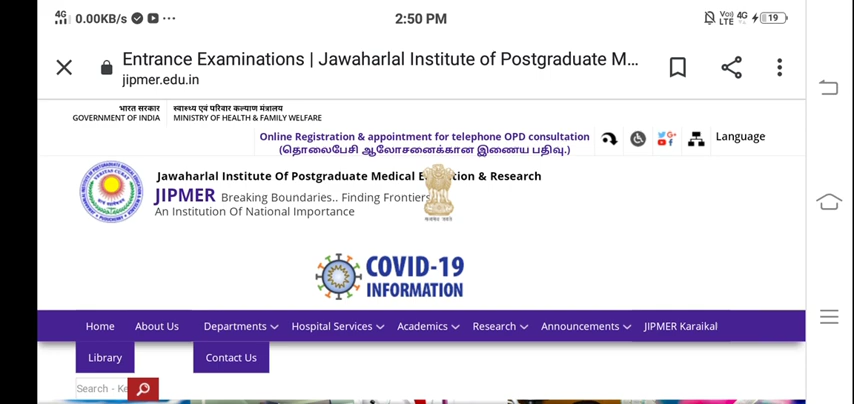 4G 0.00KB/s 2:50 PM Vo)) LTE 4G 19
Entrance Examinations | Jawaharlal Institute of Postgraduate M...
jipmer.edu.in
भारत सरकार स्वास्थ्य एवं परिवार कल्याण मंत्रालय
GOVERNMENT OF INDIA MINISTRY OF HEALTH & FAMILY WELFARE
Online Registration & appointment for telephone OPD consultation
(தொலைபேசி ஆலோசனைக்கான இணைய பதிவு.)
Language
Jawaharlal Institute Of Postgraduate Medical E tion & Research
JIPMER Breaking Boundaries.. Finding Frontiers
An Institution Of National Importance
COVID-19
INFORMATION
Home About Us Departments Hospital Services Academics Research Announcements JIPMER Karaikal
Library Contact Us
Search - Ke